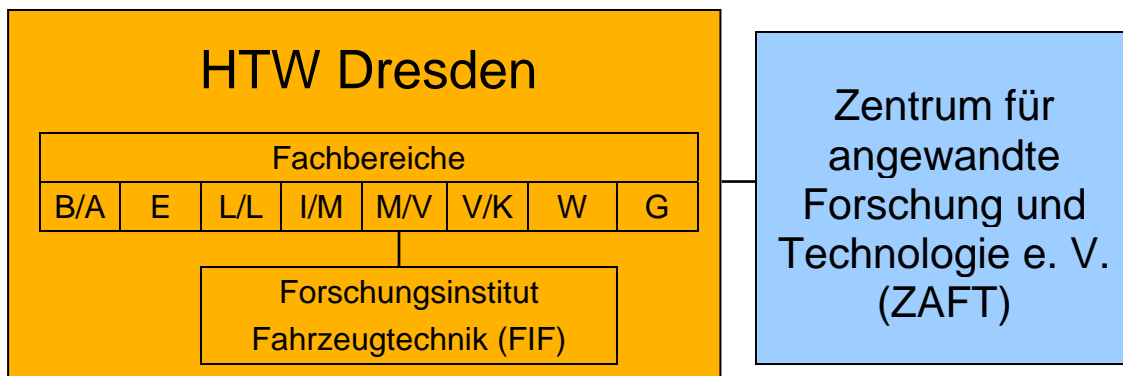 HTW Dresden
Fachbereiche
B/A E L/L I/M M/V V/K W G
Forschungsinstitut
Fahrzeugtechnik (FIF)
Zentrum für
angewandte
Forschung und
Technologie e. V.
(ZAFT)